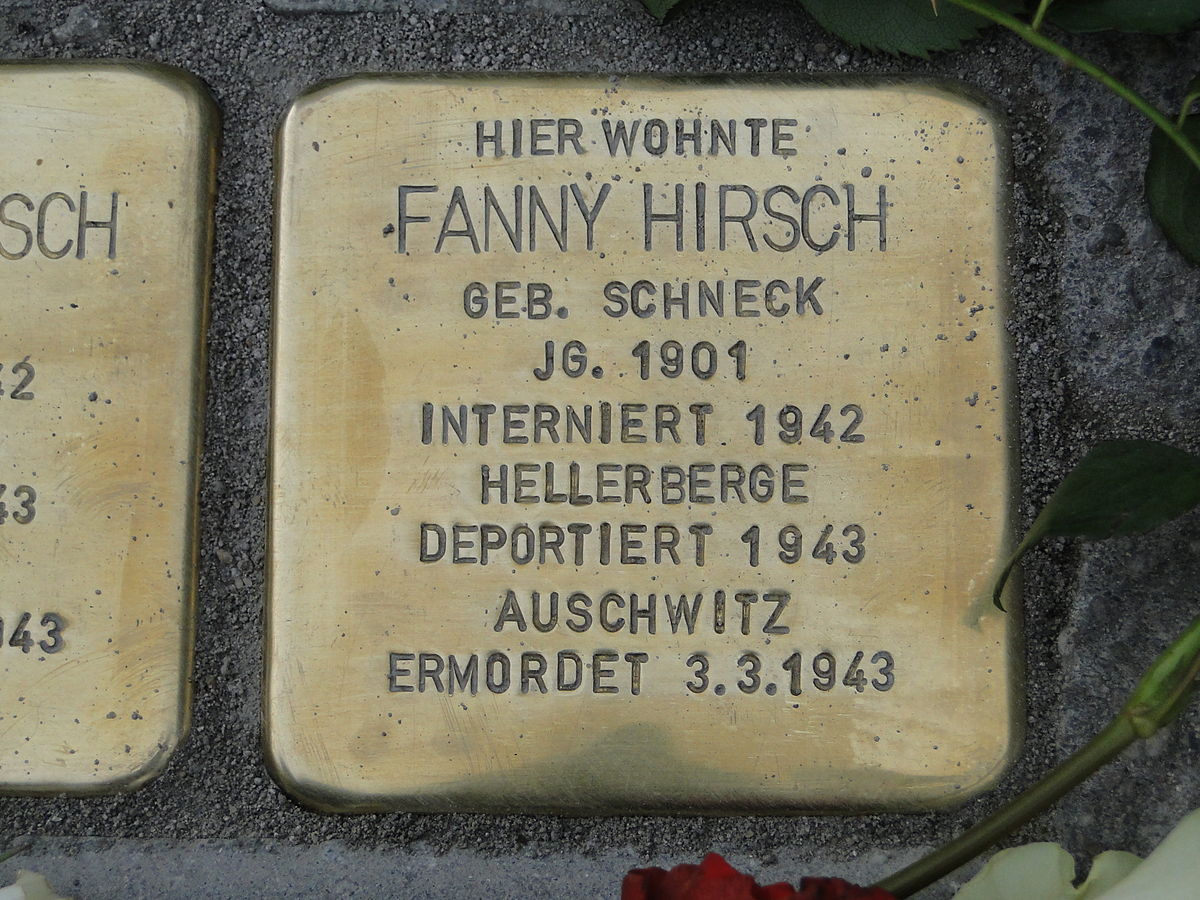 HIER WOHNTE
FANNY HIRSCH
GEB. SCHNECK
JG. 1901
INTERNIERT 1942
HELLERBERGE
DEPORTIERT 1943
AUSCHWITZ
ERMORDET 3.3.1943